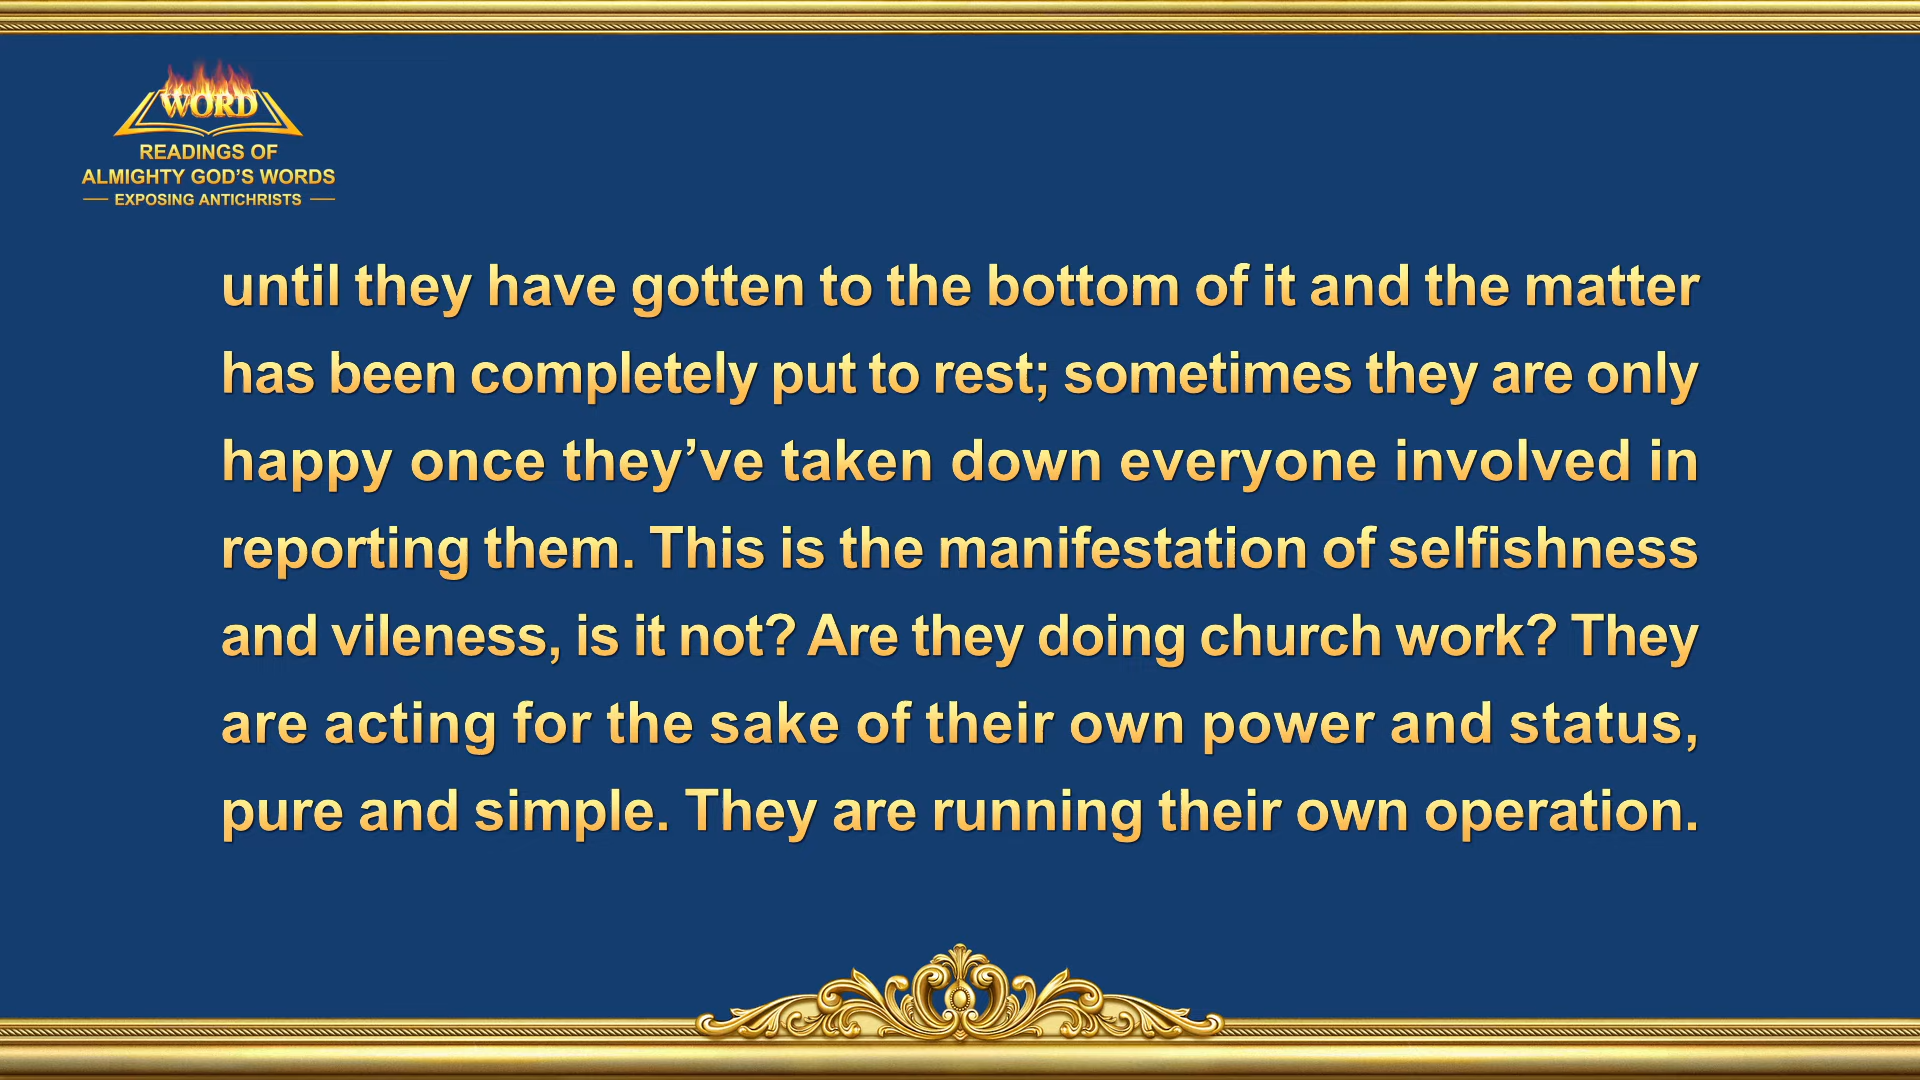 WORD
READINGS OF
ALMIGHTY GOD’S WORDS
EXPOSING ANTICHRISTS
until they have gotten to the bottom of it and the matter
has been completely put to rest; sometimes they are only
happy once they’ve taken down everyone involved in
reporting them. This is the manifestation of selfishness
and vileness, is it not? Are they doing church work? They
are acting for the sake of their own power and status,
pure and simple. They are running their own operation.